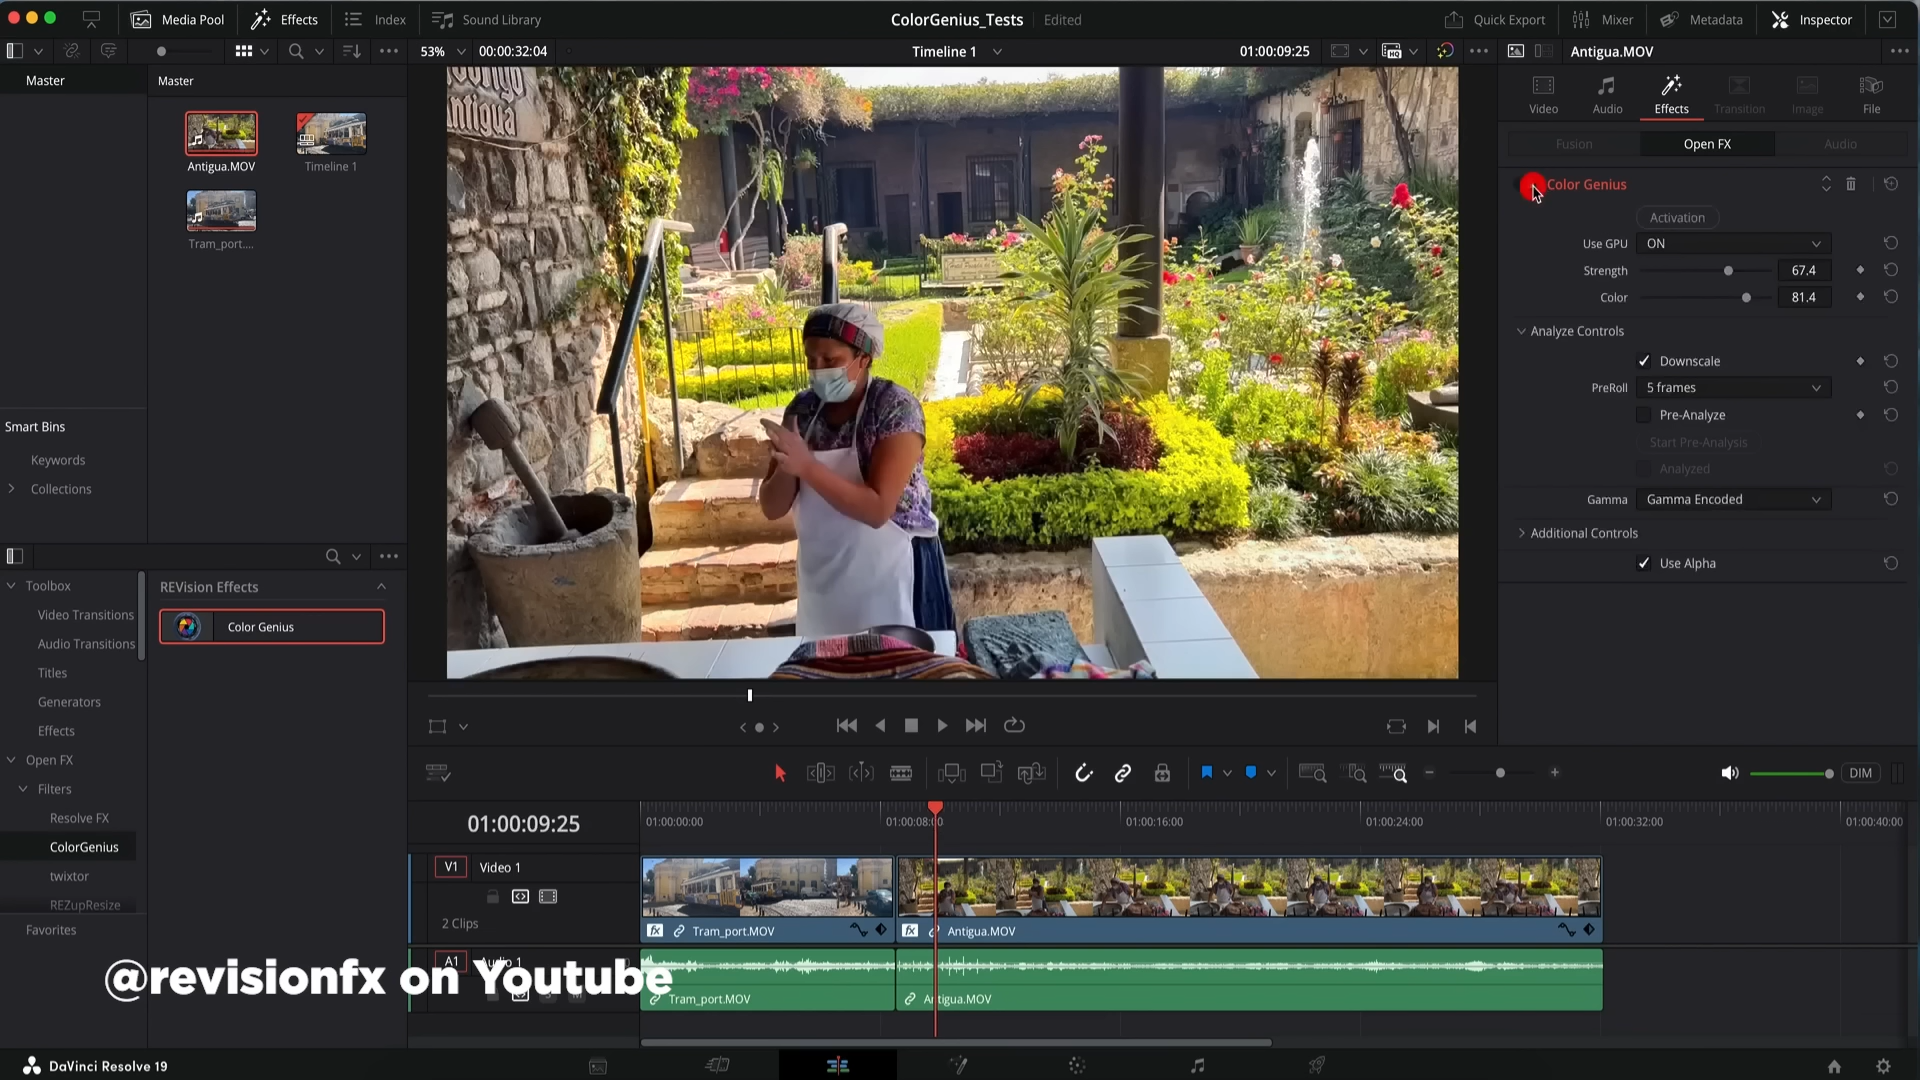 Media Pool
Effects
Index
Sound Library
ColorGenius_Tests
Edited
Quick Export
Mixer
Metadata
Inspector
53%
00:00:32:04
Timeline 1
01:00:09:25
Antigua.MOV
Master
Master
Antigua.MOV
Timeline 1
Tram_port....
Smart Bins
Keywords
Collections
Antigua
Video
Audio
Effects
Transition
Image
File
Fusion
Open FX
Audio
Color Genius
Activation
Use GPU
ON
Strength
67.4
Color
81.4
Analyze Controls
Downscale
PreRoll
5 frames
Pre-Analyze
Start Pre-Analysis
Analyzed
Gamma
Gamma Encoded
Additional Controls
Use Alpha
Toolbox
Video Transitions
Audio Transitions
Titles
Generators
Effects
Open FX
Filters
Resolve FX
ColorGenius
twixtor
REZupResize
Favorites
REVision Effects
Color Genius
DIM
01:00:09:25
01:00:00:00
01:00:08:00
01:00:16:00
01:00:24:00
01:00:32:00
01:00:40:00
V1
Video 1
2 Clips
fx
Tram_port.MOV
fx
Antigua.MOV
A1
Audio 1
Tram_port.MOV
Antigua.MOV
@revisionfx on Youtube
DaVinci Resolve 19